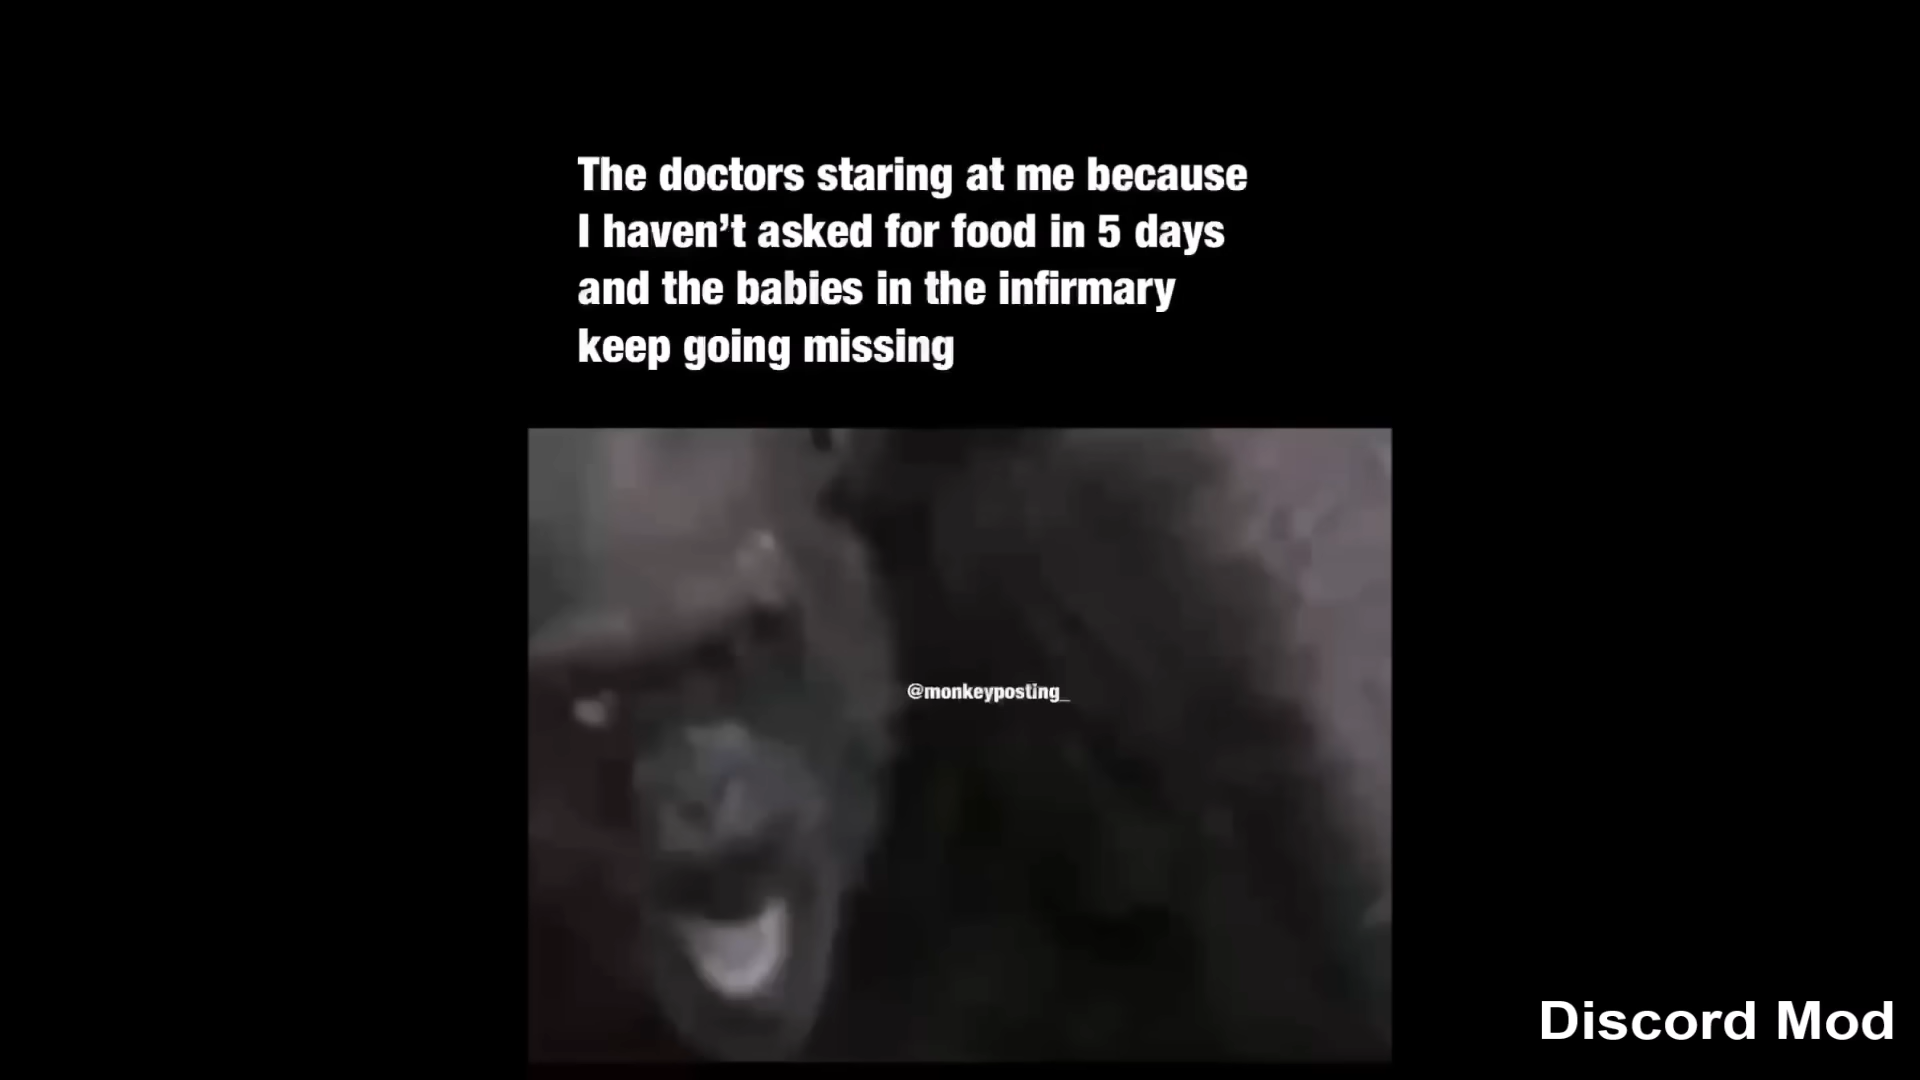 The doctors staring at me because
I haven’t asked for food in 5 days
and the babies in the infirmary
keep going missing
@monkeyposting_
Discord Mod